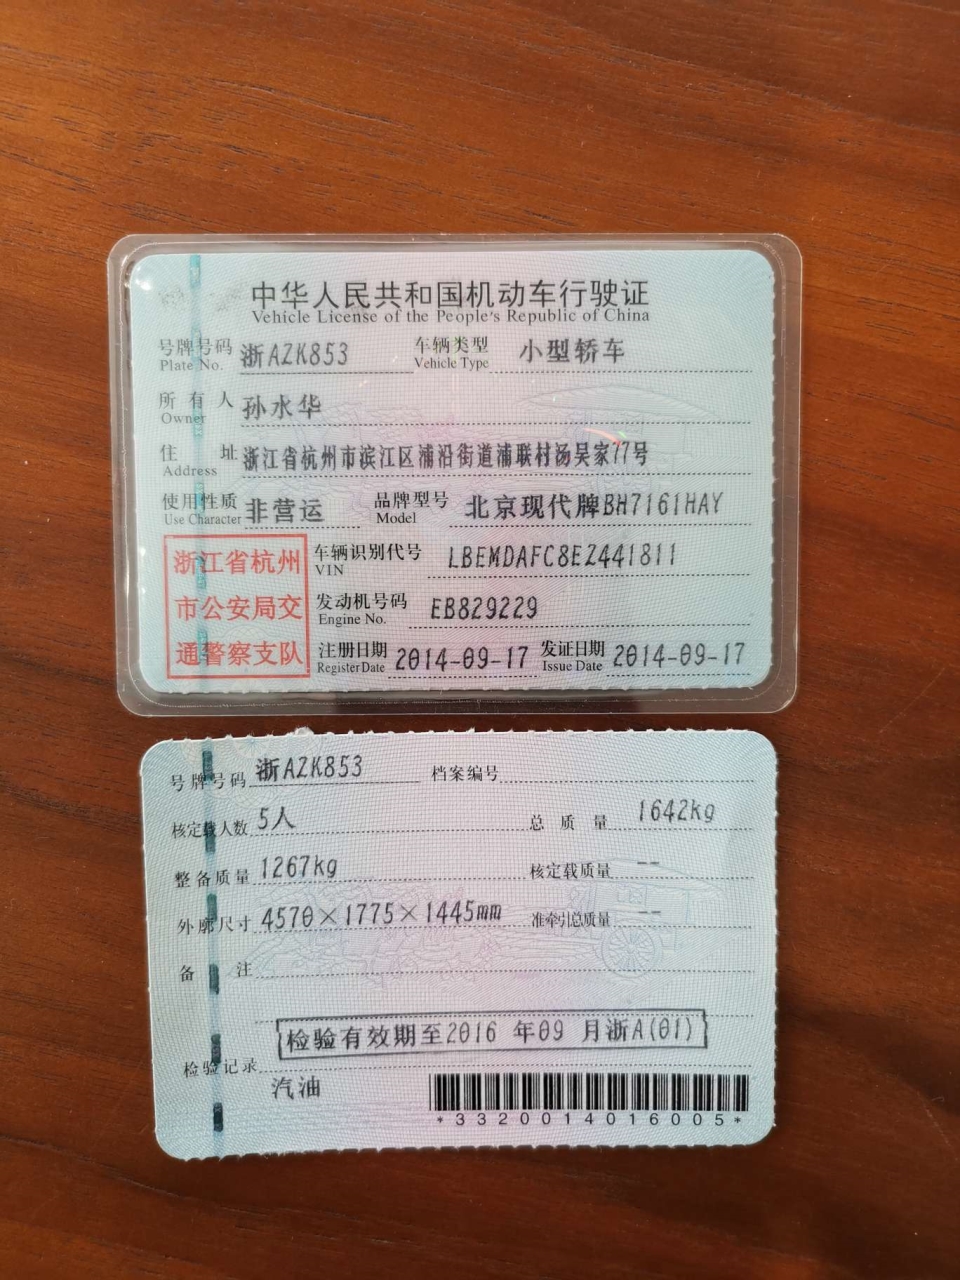 中华人民共和国机动车行驶证
Vehicle License of the People's Republic of China
号牌号码 浙AZK853 车辆类型 小型轿车
Plate No. Vehicle Type
所有人 孙水华
Owner
住址 浙江省杭州市滨江区浦沿街道浦联村汤吴家77号
Address
使用性质 非营运 品牌型号 北京现代牌BH7161HAY
Use Character Model
浙江省杭州
市公安局交
通警察支队
车辆识别代号 LBEMDAFC8EZ441811
VIN
发动机号码 EB829229
Engine No.
注册日期 2014-09-17 发证日期 2014-09-17
Register Date Issue Date
号牌号码 浙AZK853 档案编号
核定载人数 5人 总质量 1642kg
整备质量 1267kg 核定载质量 --
外廓尺寸 4570×1775×1445mm 准牵引总质量 --
备注
检验有效期至2016 年09 月浙A(01)
检验记录
汽油
*3320014016005*